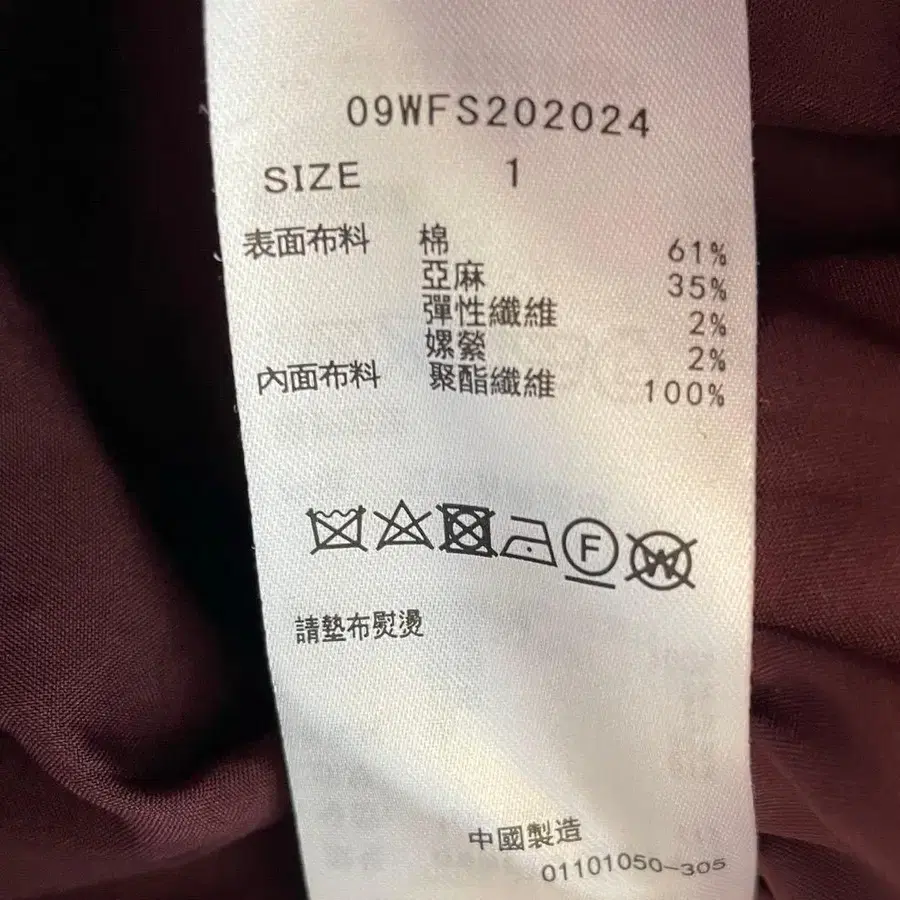 09WFS202024
SIZE 1
表面布料 棉 61%
亞麻 35%
彈性纖維 2%
嫘縈 2%
內面布料 聚酯纖維 100%
F
W
請墊布熨燙
中國製造
01101050-305